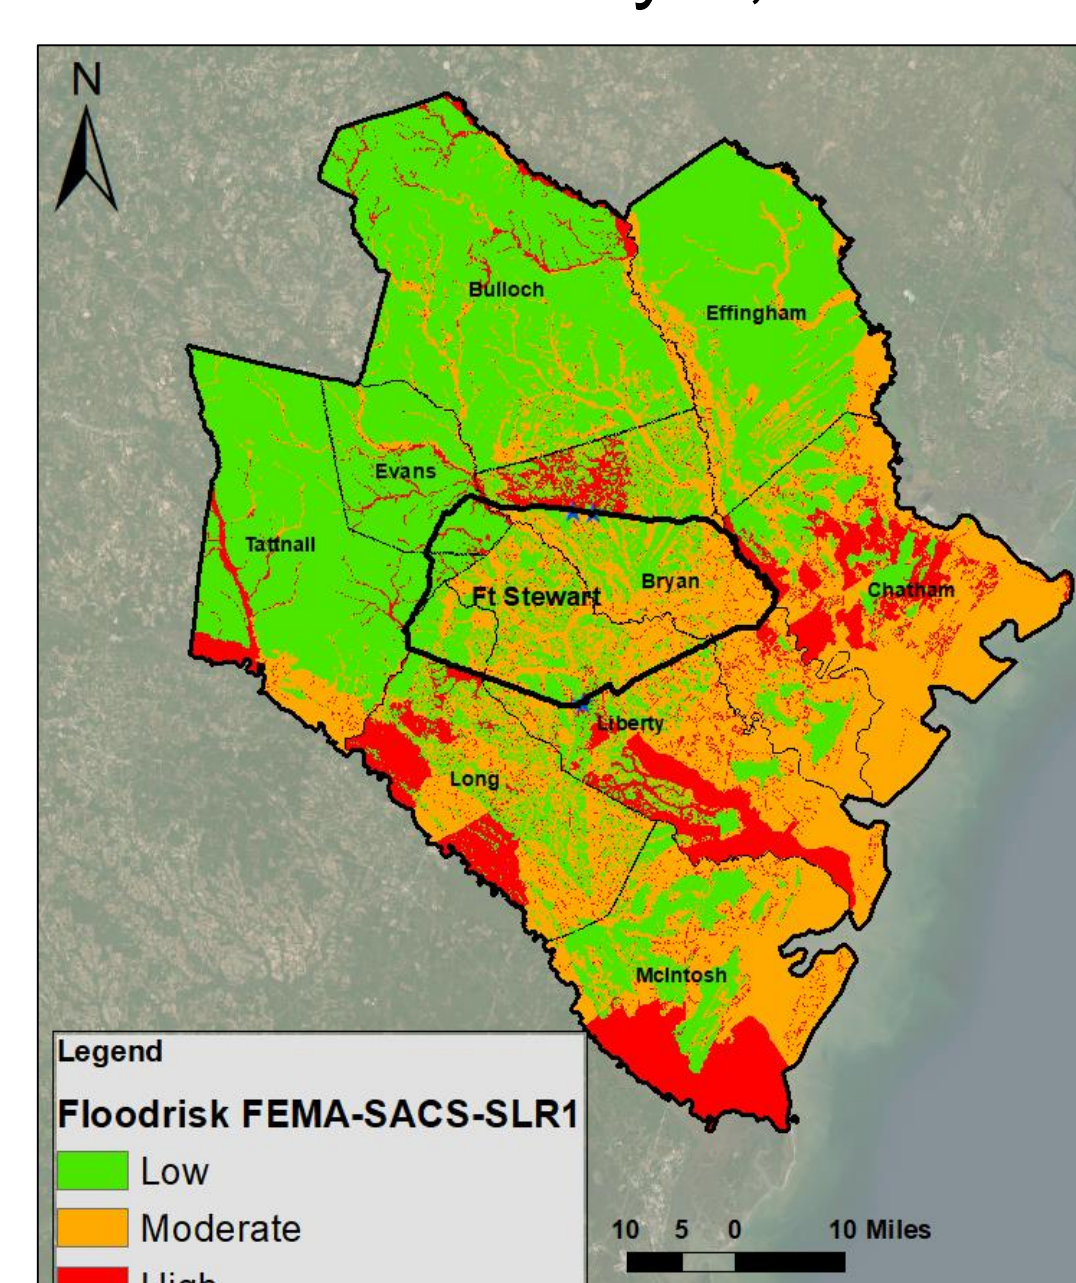 N
Bulloch
Effingham
Evans
Tattnall
Bryan
Ft Stewart
Chatham
Liberty
Long
McIntosh
Legend
Floodrisk FEMA-SACS-SLR1
Low
Moderate
High
10 5 0 10 Miles